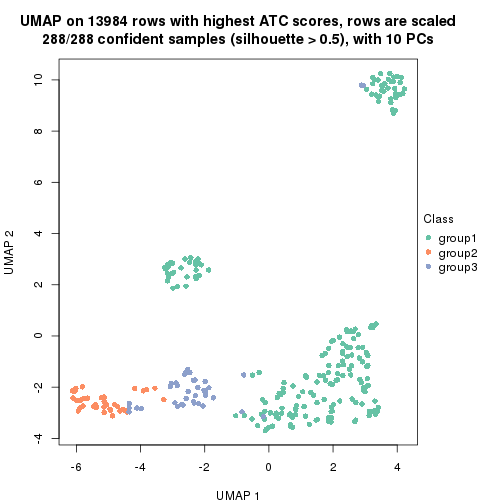 UMAP on 13984 rows with highest ATC scores, rows are scaled
288/288 confident samples (silhouette > 0.5), with 10 PCs
10
8
6
4
2
0
-2
-4
UMAP 2
-6
-4
-2
0
2
4
UMAP 1
Class
group1
group2
group3